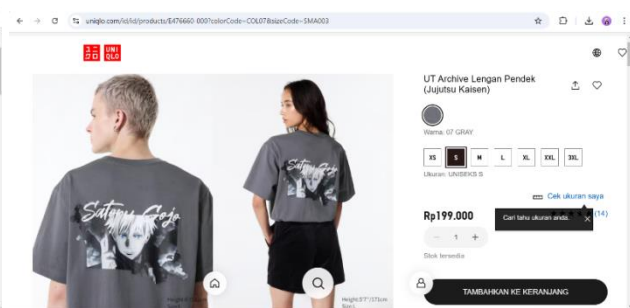 uniqlo.com/id/id/products/E476660-000?colorCode=COL07&sizeCode=SMA003
UNI
QLO
UT Archive Lengan Pendek
(Jujutsu Kaisen)
Warna: 07 GRAY
XS S M L XL XXL 3XL
Ukuran: UNISEKS S
Cek ukuran saya
Rp199.000
Cari tahu ukuran anda.
(14)
- 1 +
Stok tersedia
TAMBAHKAN KE KERANJANG
Satoru Gojo
Satoru Gojo